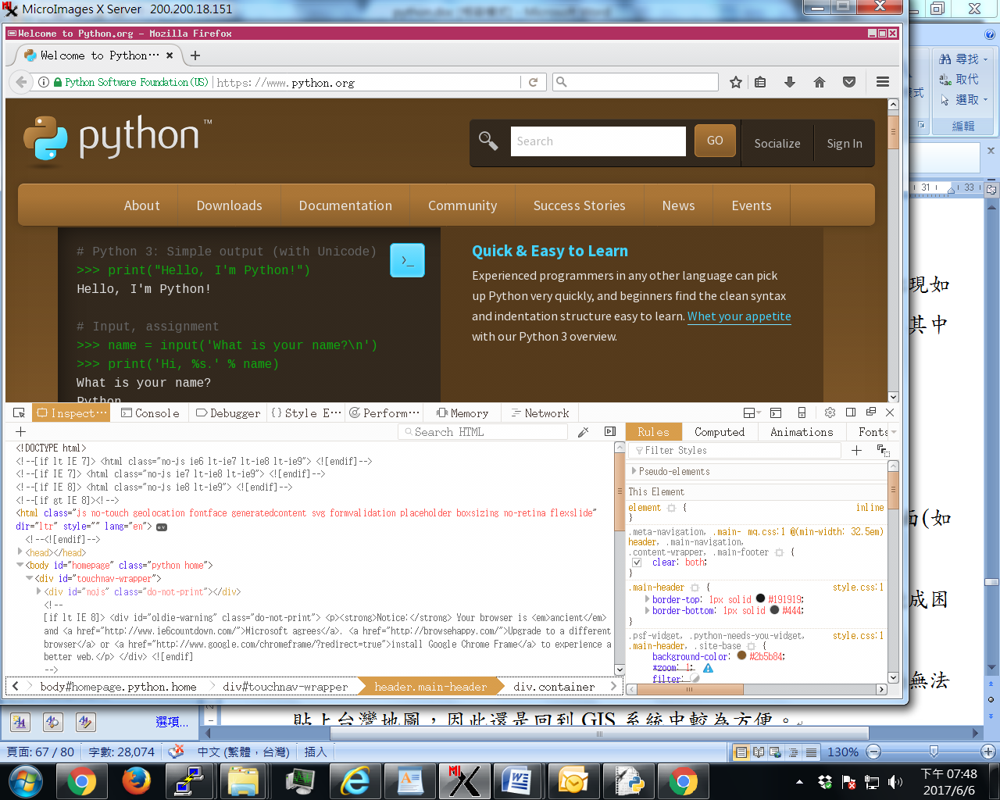 MicroImages X Server   200.200.18.151
Welcome to Python.org - Mozilla Firefox
Welcome to Python···
Python Software Foundation (US) https://www.python.org
python™
Search
GO
Socialize
Sign In
About
Downloads
Documentation
Community
Success Stories
News
Events
# Python 3: Simple output (with Unicode)
>>> print("Hello, I'm Python!")
Hello, I'm Python!
# Input, assignment
>>> name = input('What is your name?\n')
>>> print('Hi, %s.' % name)
What is your name?
Python
>_
Quick & Easy to Learn
Experienced programmers in any other language can pick
up Python very quickly, and beginners find the clean syntax
and indentation structure easy to learn. Whet your appetite
with our Python 3 overview.
Inspect··· Console Debugger { } Style E··· Perform··· Memory Network
Search HTML
<!DOCTYPE html>
<!--[if lt IE 7]> <html class="no-js ie6 lt-ie7 lt-ie8 lt-ie9"> <![endif]-->
<!--[if IE 7]> <html class="no-js ie7 lt-ie8 lt-ie9"> <![endif]-->
<!--[if IE 8]> <html class="no-js ie8 lt-ie9"> <![endif]-->
<!--[if gt IE 8]><!-->
<html class="js no-touch geolocation fontface generatedcontent svg formvalidation placeholder boxsizing no-retina flexslide"
dir="ltr" style="" lang="en"> ev
<!--<![endif]-->
<head></head>
<body id="homepage" class="python home">
<div id="touchnav-wrapper">
<div id="nojs" class="do-not-print"></div>
<!--
[if lt IE 8]> <div id="oldie-warning" class="do-not-print"> <p><strong>Notice:</strong> Your browser is <em>ancient</em>
and <a href="http://www.ie6countdown.com/">Microsoft agrees</a>. <a href="http://browsehappy.com/">Upgrade to a different
browser</a> or <a href="http://www.google.com/chromeframe/?redirect=true">install Google Chrome Frame</a> to experience a
better web.</p> </div> <![endif]
-->
body#homepage.python.home div#touchnav-wrapper header.main-header div.container
Rules Computed Animations Fonts
Filter Styles
Pseudo-elements
This Element
element { inline
}
.meta-navigation, .main- mq.css:1 @(min-width: 32.5em)
header, .main-navigation,
.content-wrapper, .main-footer {
clear: both;
}
.main-header { style.css:1
border-top: 1px solid #191919;
border-bottom: 1px solid #444;
}
.psf-widget, .python-needs-you-widget, style.css:1
.main-header, .site-base {
background-color: #2b5b84;
*zoom: 1;
filter:
尋找
取代
選取
編輯
31 33
現如
其中
面(如
成困
無法
貼上台灣地圖，因此還是回到 GIS 系統中較為方便。
選項...
頁面: 67 / 80 字數: 28,074 中文 (繁體，台灣) 插入 130%
下午 07:48
2017/6/6